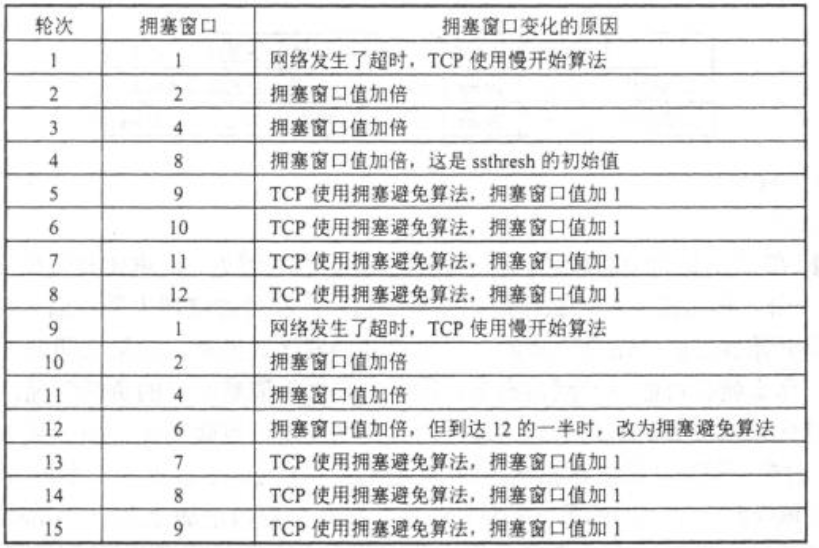 轮次 拥塞窗口 拥塞窗口变化的原因
1 1 网络发生了超时，TCP 使用慢开始算法
2 2 拥塞窗口值加倍
3 4 拥塞窗口值加倍
4 8 拥塞窗口值加倍，这是 ssthresh 的初始值
5 9 TCP 使用拥塞避免算法，拥塞窗口值加 1
6 10 TCP 使用拥塞避免算法，拥塞窗口值加 1
7 11 TCP 使用拥塞避免算法，拥塞窗口值加 1
8 12 TCP 使用拥塞避免算法，拥塞窗口值加 1
9 1 网络发生了超时，TCP 使用慢开始算法
10 2 拥塞窗口值加倍
11 4 拥塞窗口值加倍
12 6 拥塞窗口值加倍，但到达 12 的一半时，改为拥塞避免算法
13 7 TCP 使用拥塞避免算法，拥塞窗口值加 1
14 8 TCP 使用拥塞避免算法，拥塞窗口值加 1
15 9 TCP 使用拥塞避免算法，拥塞窗口值加 1